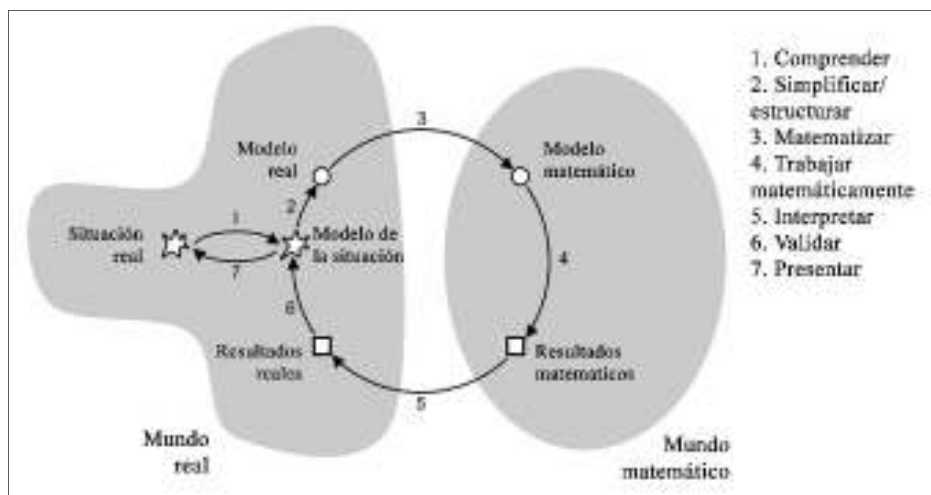 1. Comprender
2. Simplificar/
estructurar
3. Matematizar
4. Trabajar
matemáticamente
5. Interpretar
6. Validar
7. Presentar
3
Modelo
real
Modelo
matemático
2
1
Situación
real
Modelo de
la situación
7
4
6
Resultados
reales
Resultados
matemáticos
5
Mundo
real
Mundo
matemático